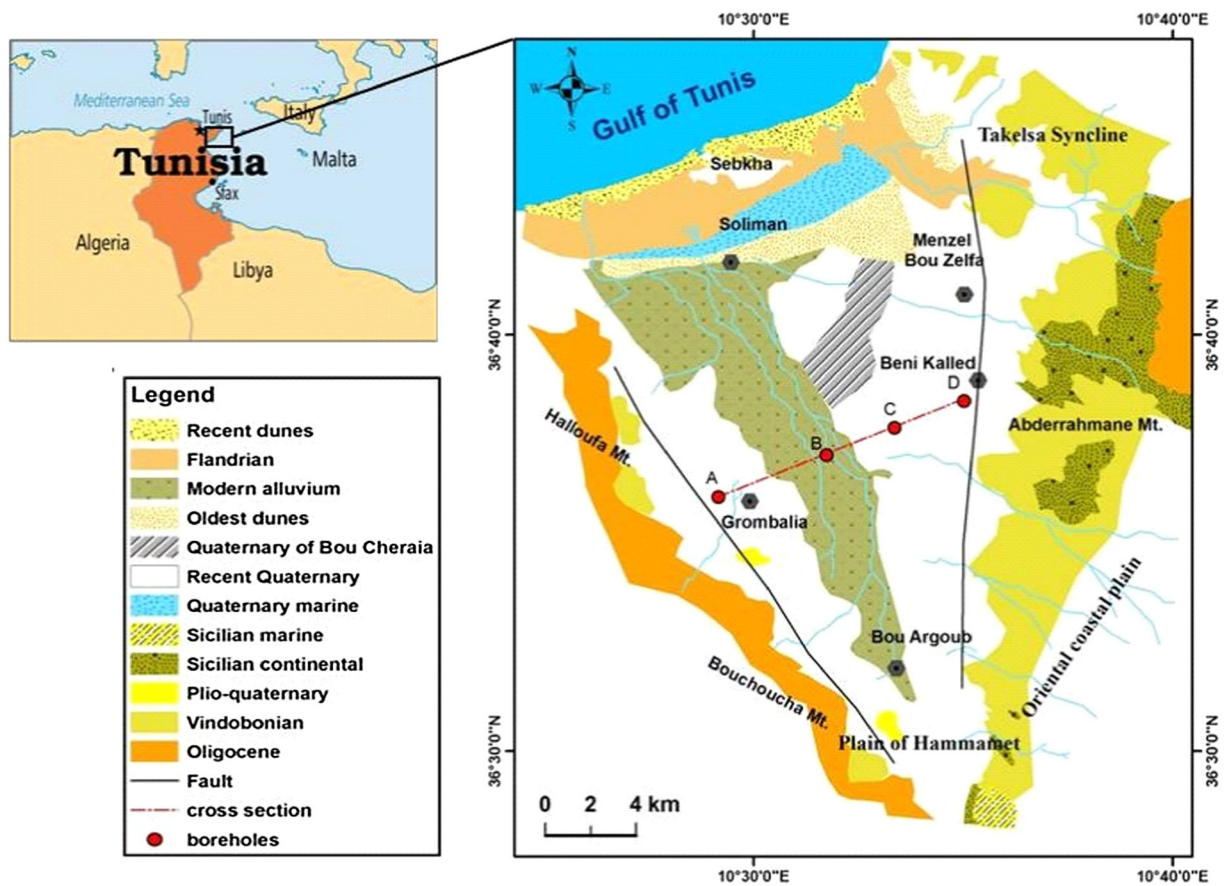 10°30'0"E
10°40'0"E
Mediterranean Sea
Italy
Tunis
Tunisia
Malta
Sfax
Algeria
Libya
N
W
E
S
Gulf of Tunis
Takelsa Syncline
Sebkha
Soliman
Menzel
Bou Zelfa
36°40'0"N
36°40'0"N
Beni Kalled
D
C
Abderrahmane Mt.
Halloufa Mt.
B
A
Grombalia
Oriental coastal plain
Bou Argoub
Bouchoucha Mt.
Plain of Hammamet
36°30'0"N
36°30'0"N
0 2 4 km
10°30'0"E
10°40'0"E
Legend
Recent dunes
Flandrian
Modern alluvium
Oldest dunes
Quaternary of Bou Cheraia
Recent Quaternary
Quaternary marine
Sicilian marine
Sicilian continental
Plio-quaternary
Vindobonian
Oligocene
Fault
cross section
boreholes